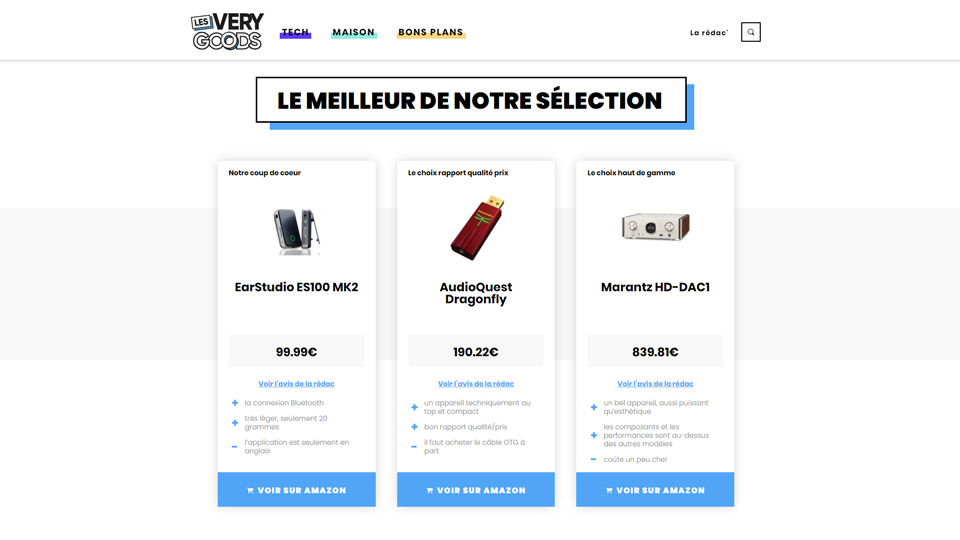 LES VERY
GOODS
TECH
MAISON
BONS PLANS
La rédac'
LE MEILLEUR DE NOTRE SÉLECTION
Notre coup de coeur
EarStudio ES100 MK2
99.99€
Voir l'avis de la rédac
la connexion Bluetooth
très léger, seulement 20
grammes
l'application est seulement en
anglais
VOIR SUR AMAZON
Le choix rapport qualité prix
AudioQuest
Dragonfly
190.22€
Voir l'avis de la rédac
un appareil techniquement au
top et compact
bon rapport qualité/prix
il faut acheter le câble OTG à
part
VOIR SUR AMAZON
Le choix haut de gamme
Marantz HD-DAC1
839.81€
Voir l'avis de la rédac
un bel appareil, aussi puissant
qu'esthétique
les composants et les
performances sont au-dessus
des autres modèles
coûte un peu cher
VOIR SUR AMAZON